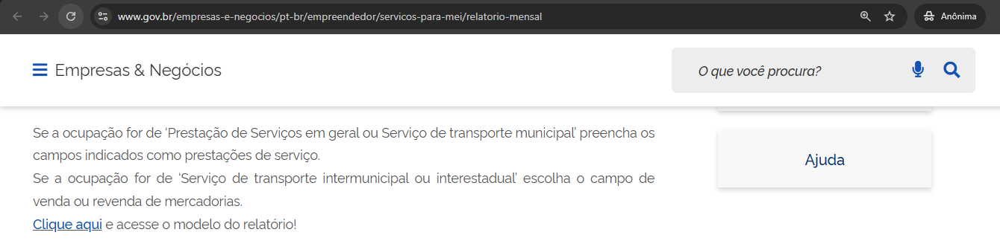 www.gov.br/empresas-e-negocios/pt-br/empreendedor/servicos-para-mei/relatorio-mensal
Anônima
Empresas & Negócios
O que você procura?
Se a ocupação for de ‘Prestação de Serviços em geral ou Serviço de transporte municipal’ preencha os
campos indicados como prestações de serviço.
Se a ocupação for de ‘Serviço de transporte intermunicipal ou interestadual’ escolha o campo de
venda ou revenda de mercadorias.
Clique aqui e acesse o modelo do relatório!
Ajuda